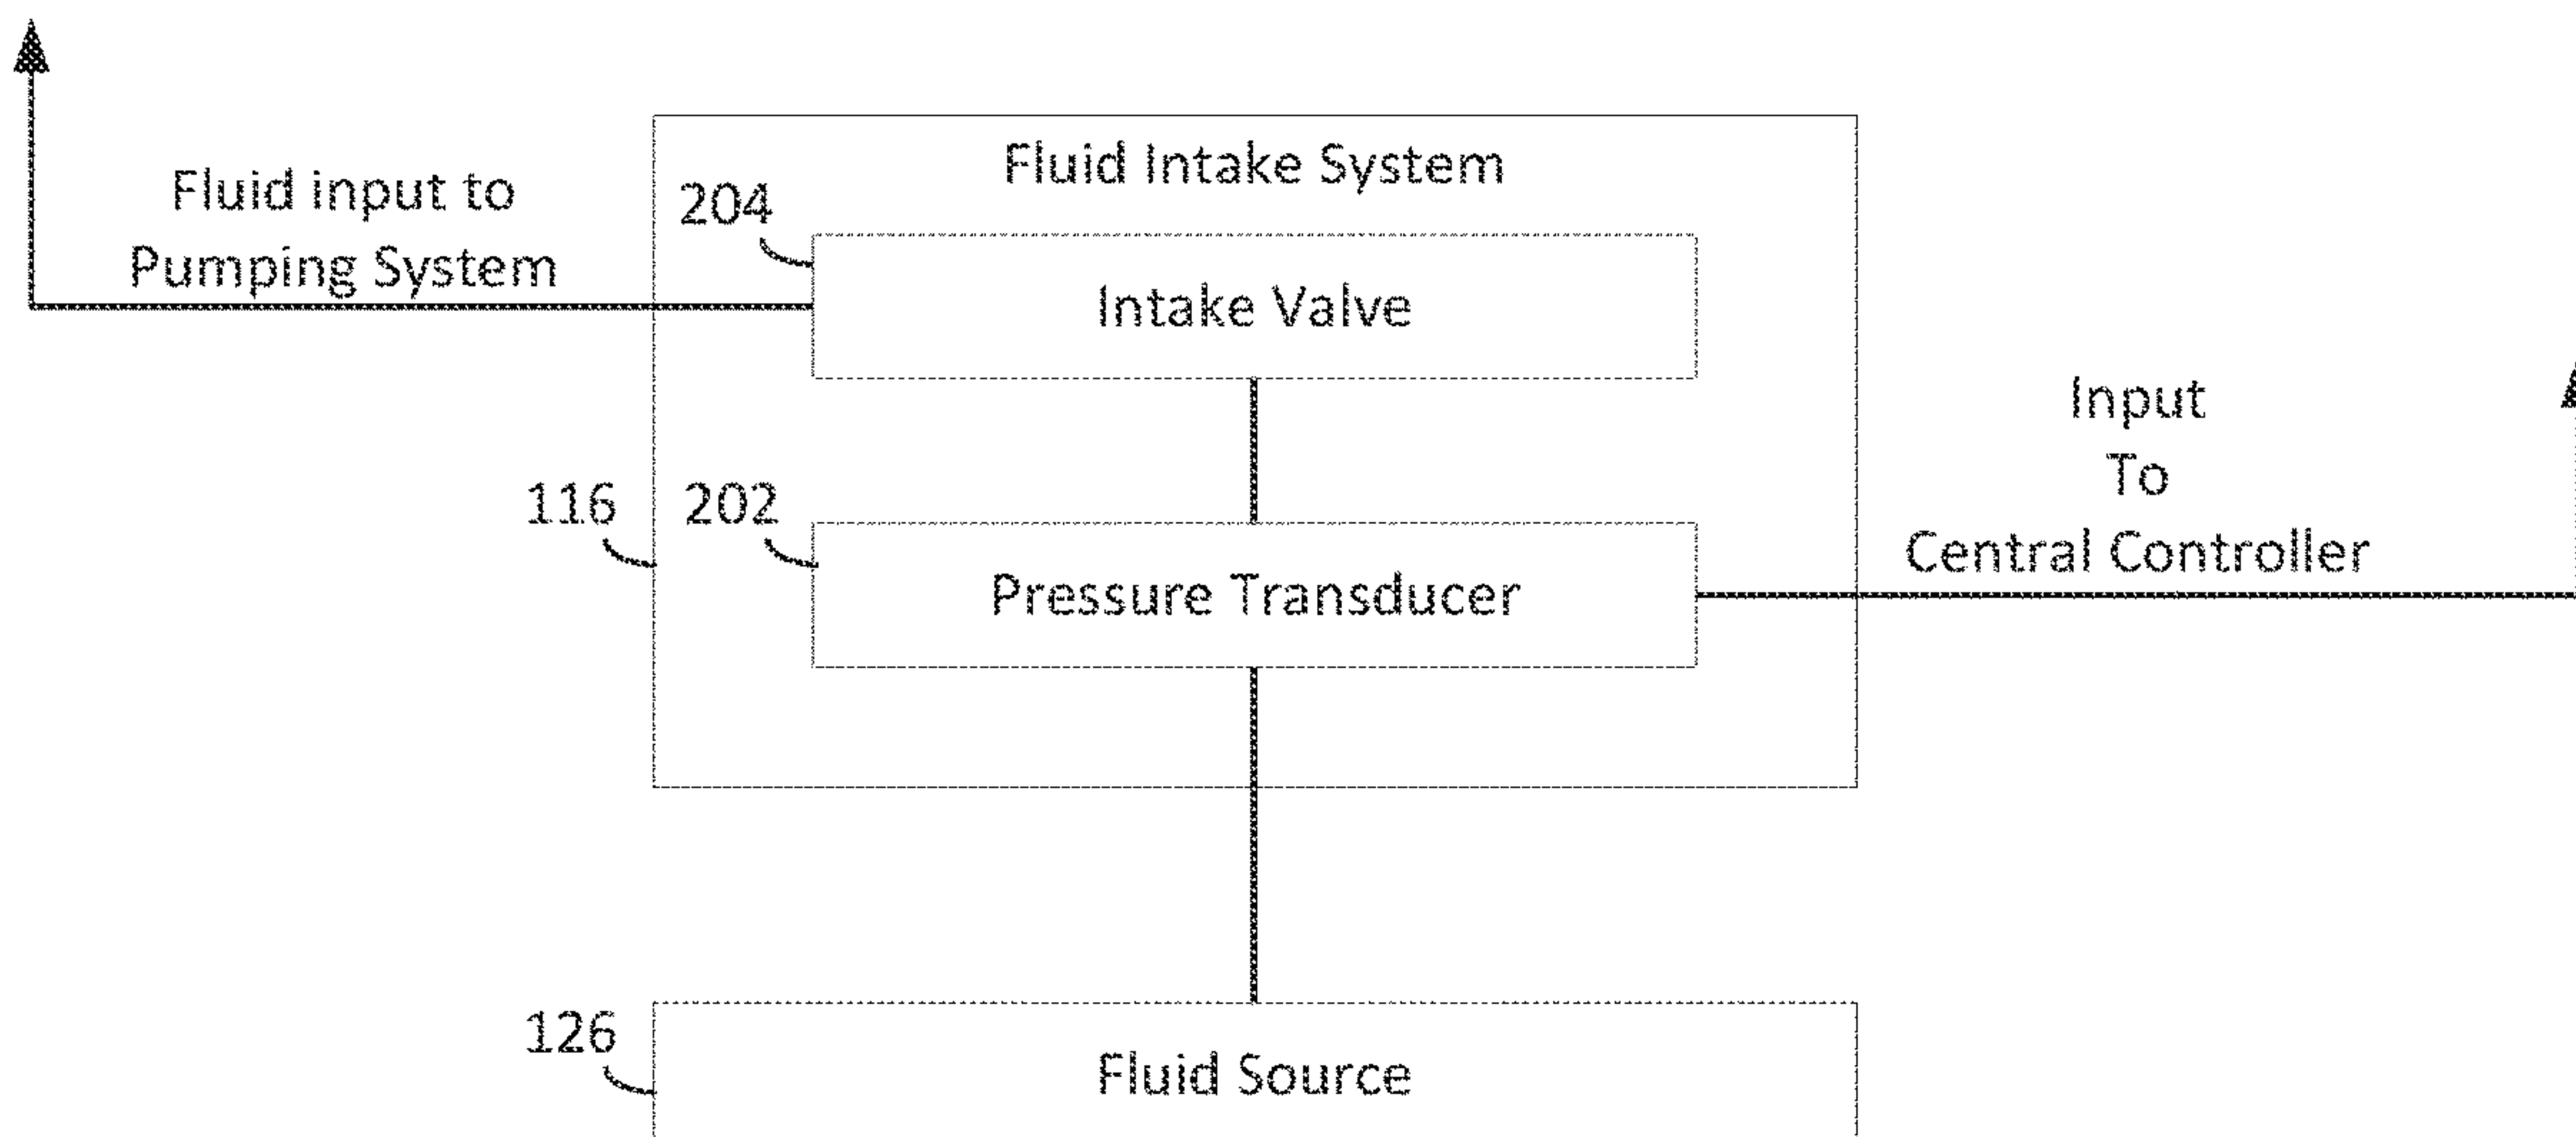 Fluid Intake System
204
Fluid input to
Pumping System
Intake Valve
Input
To
Central Controller
116
202
Pressure Transducer
126
Fluid Source